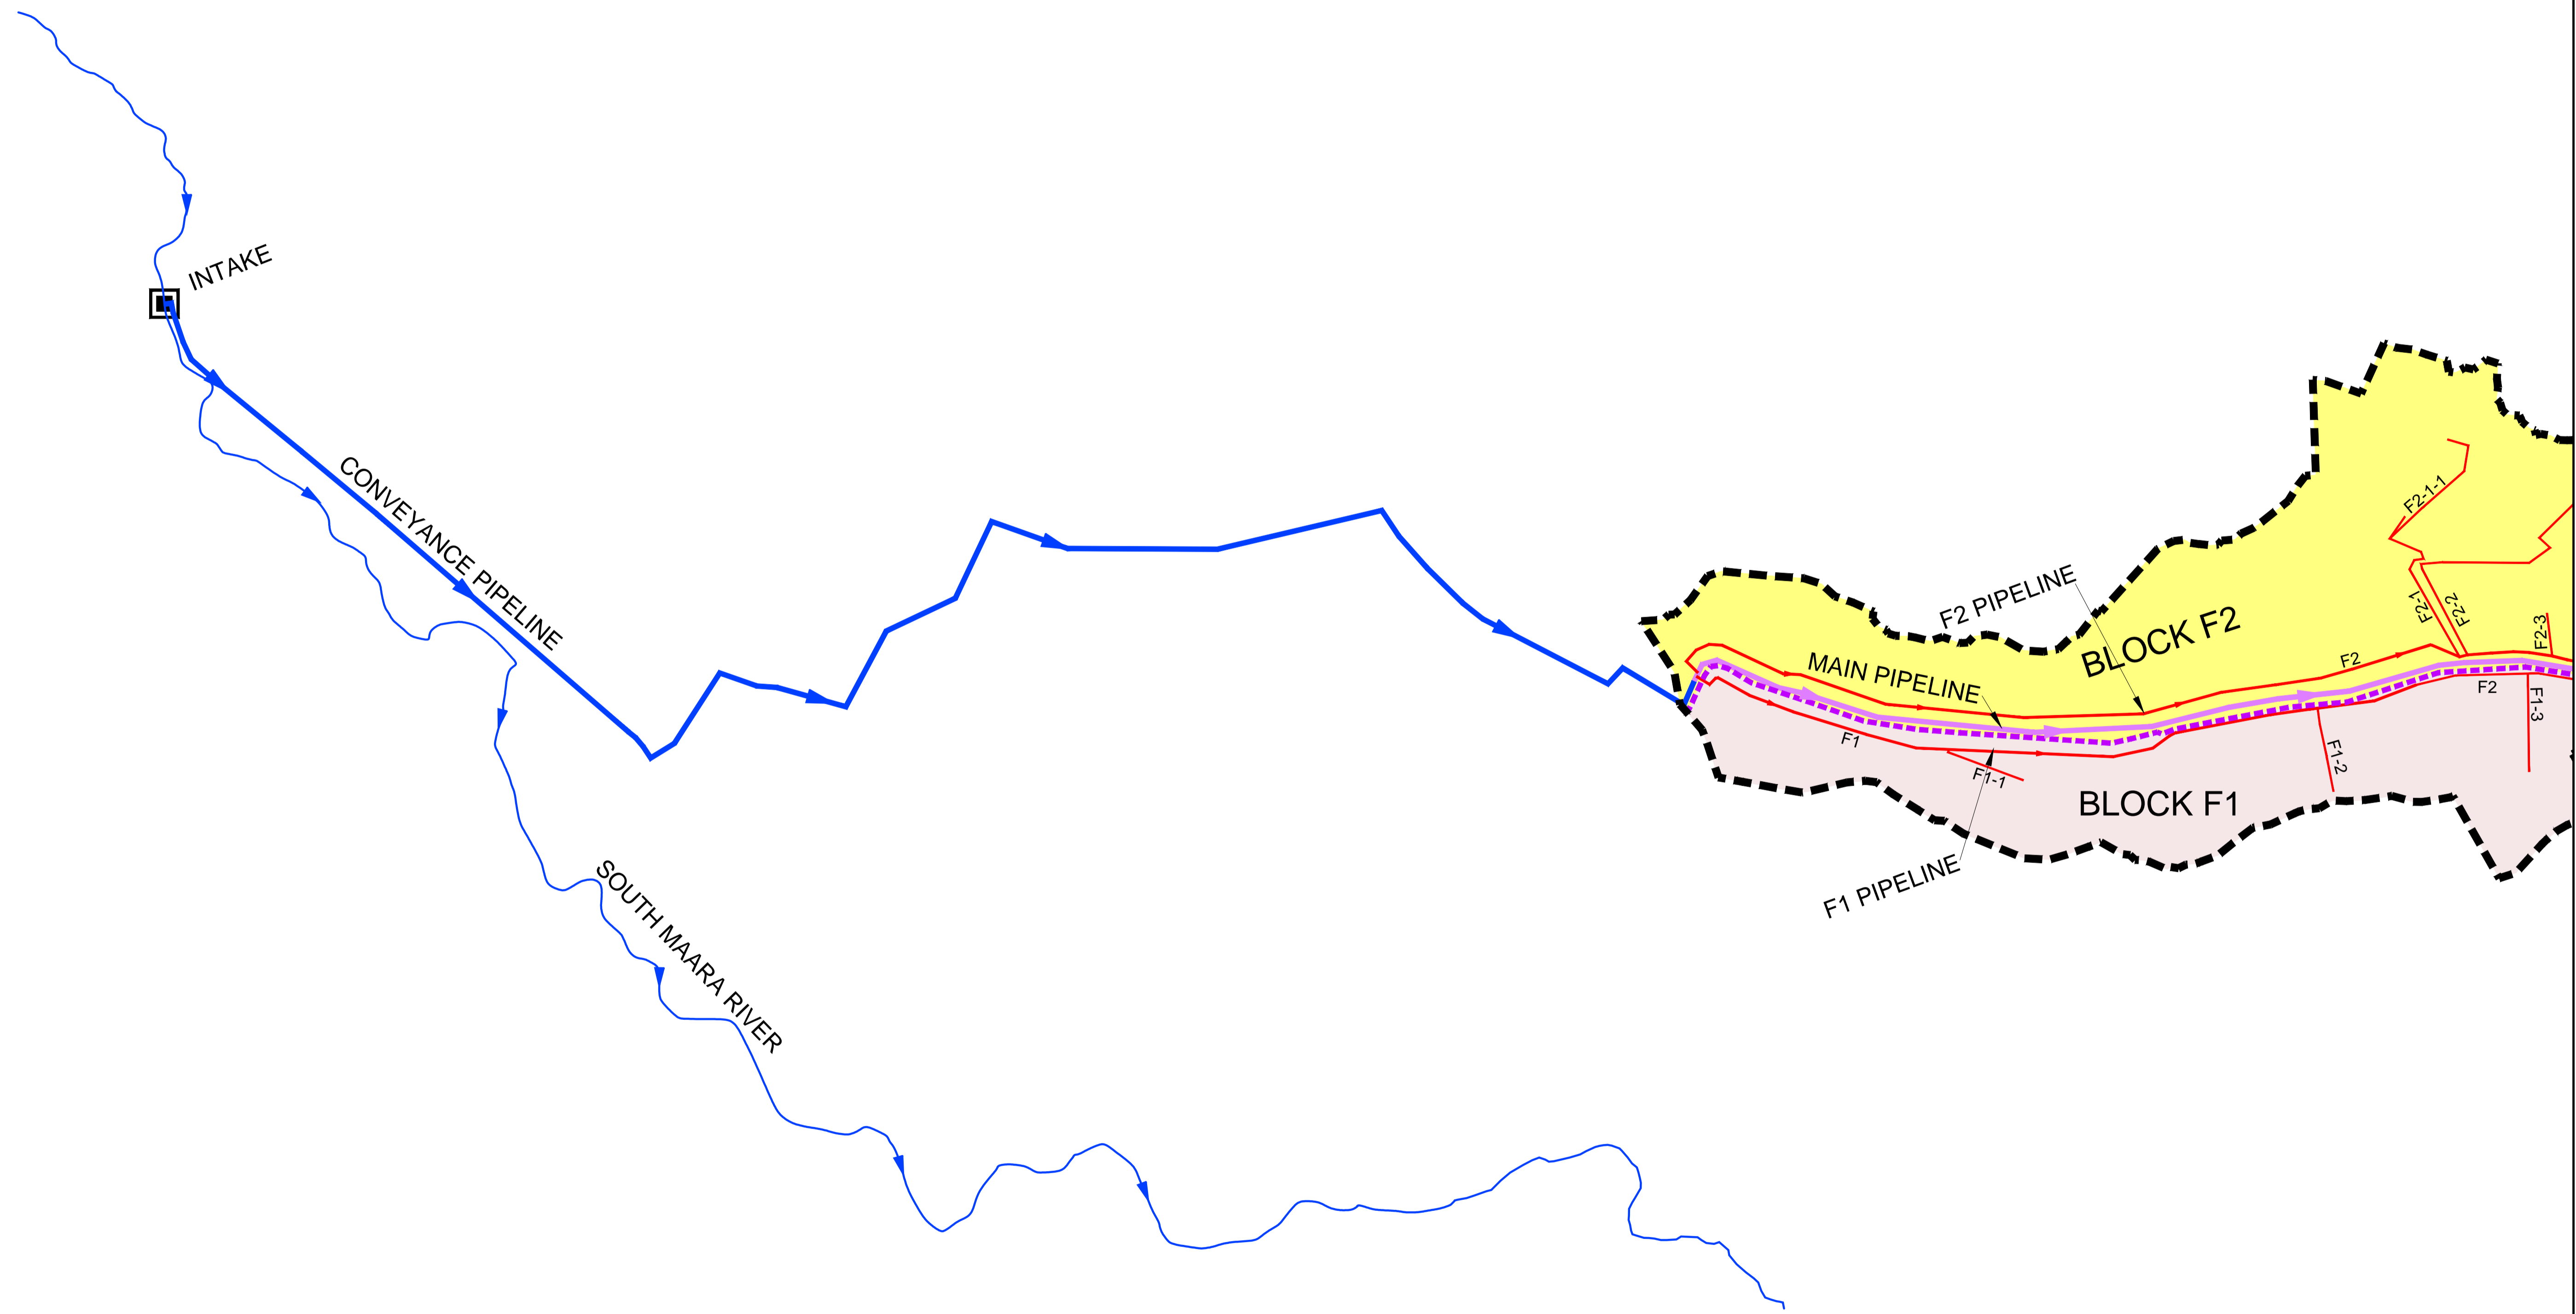 INTAKE
CONVEYANCE PIPELINE
SOUTH MAARA RIVER
F2 PIPELINE
MAIN PIPELINE
BLOCK F2
F2-1-1
F2-1
F2-2
F2-3
F2
F2
F1-3
F1
F1-1
F1-2
BLOCK F1
F1 PIPELINE